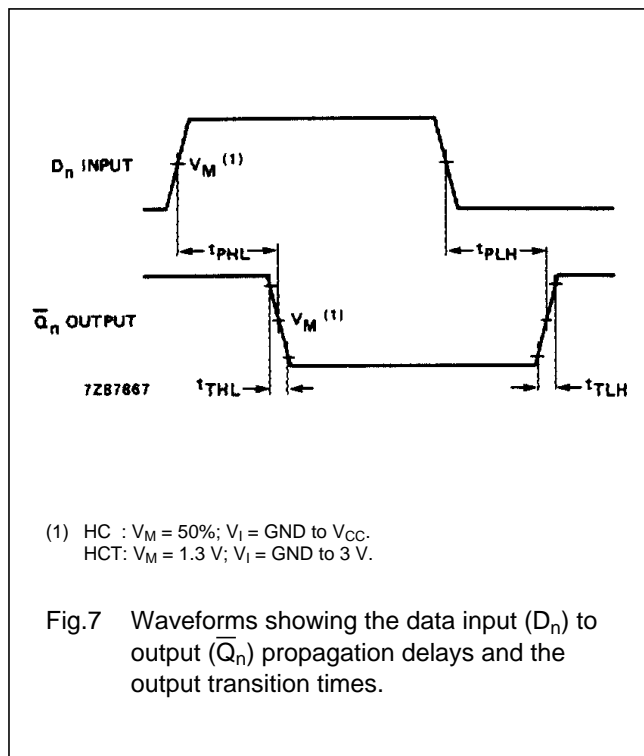 Dn INPUT
VM (1)
tPHL
tPLH
Q̅n OUTPUT
VM (1)
7Z87867
tTHL
tTLH
(1) HC : VM = 50%; VI = GND to VCC.
HCT: VM = 1.3 V; VI = GND to 3 V.
Fig.7 Waveforms showing the data input (Dn) to
output (Q̅n) propagation delays and the
output transition times.